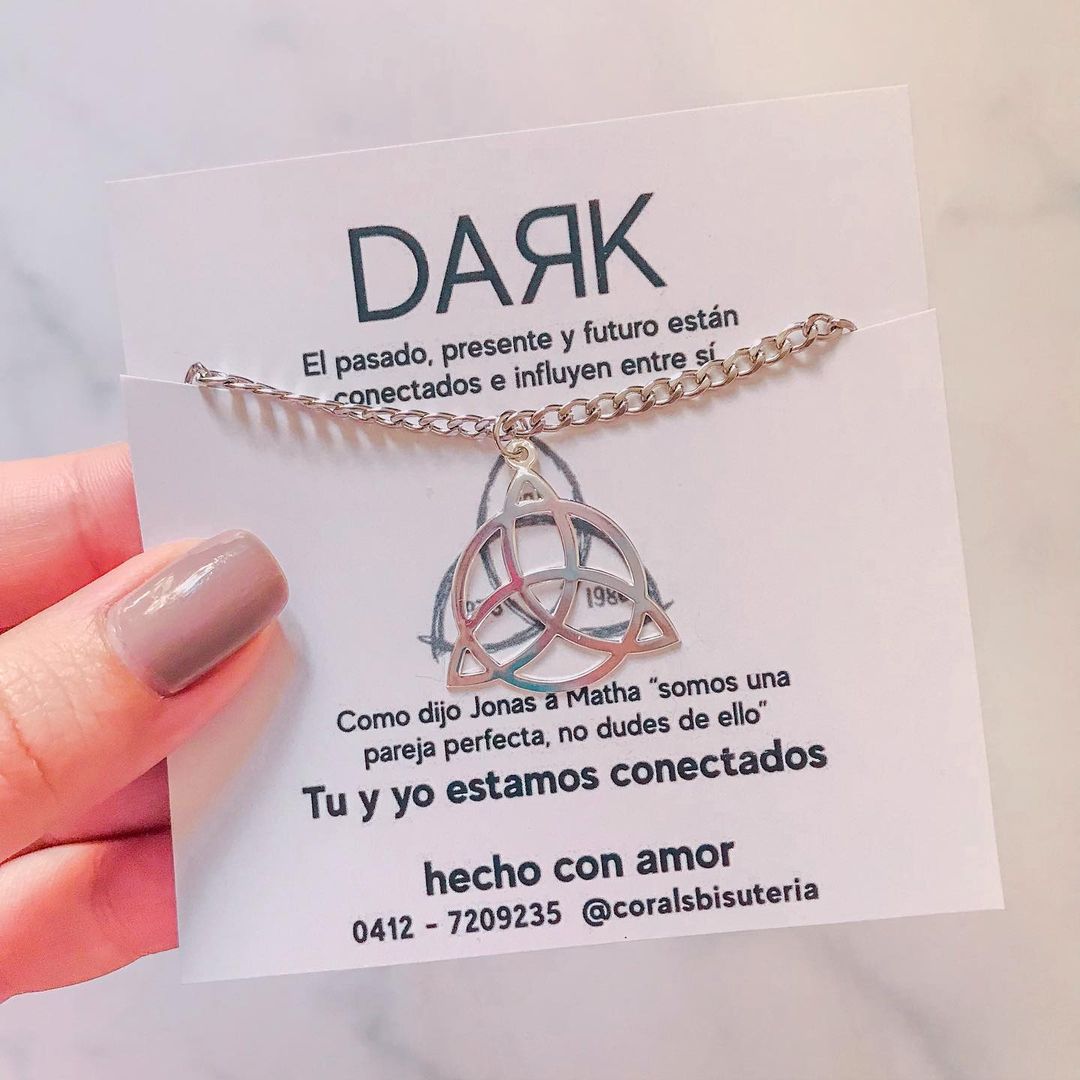 DAЯK
El pasado, presente y futuro están
conectados e influyen entre sí
Como dijo Jonas a Matha “somos una
pareja perfecta, no dudes de ello”
Tu y yo estamos conectados
hecho con amor
0412 - 7209235 @coralsbisuteria